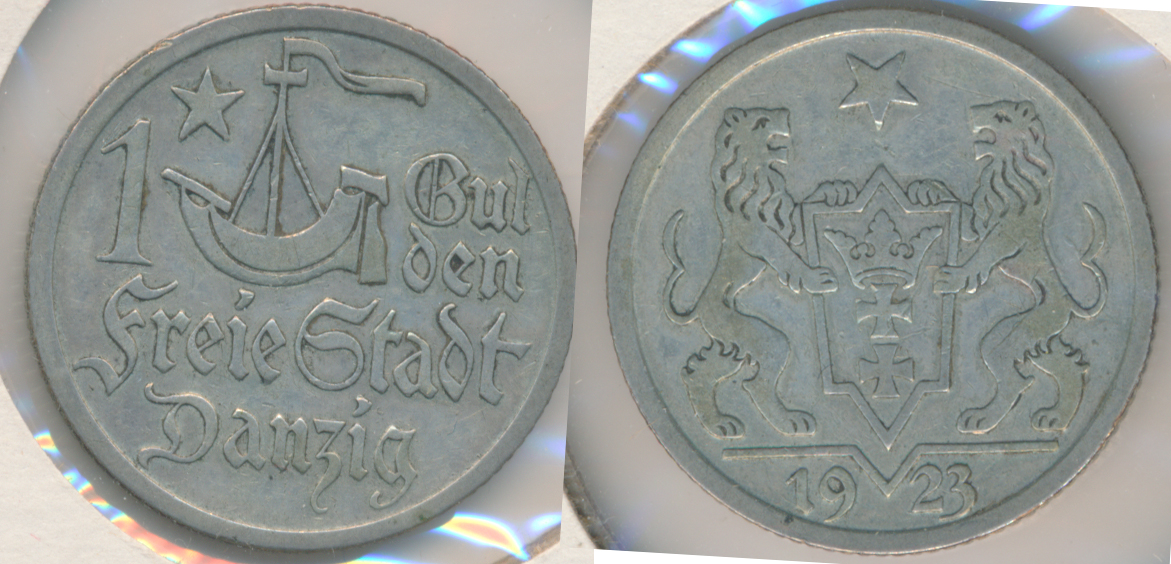 1 Gul
den
Freie Stadt
Danzig
1923